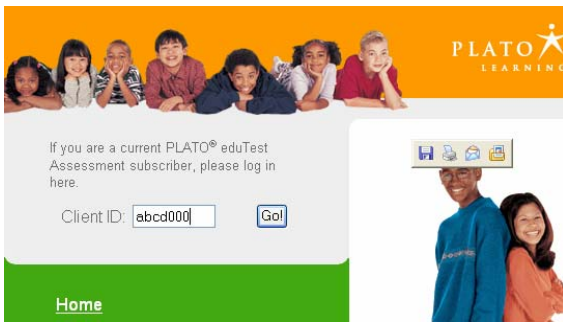 PLATO
LEARNING
If you are a current PLATO® eduTest
Assessment subscriber, please log in
here.
Client ID: abcd000 Go!
Home